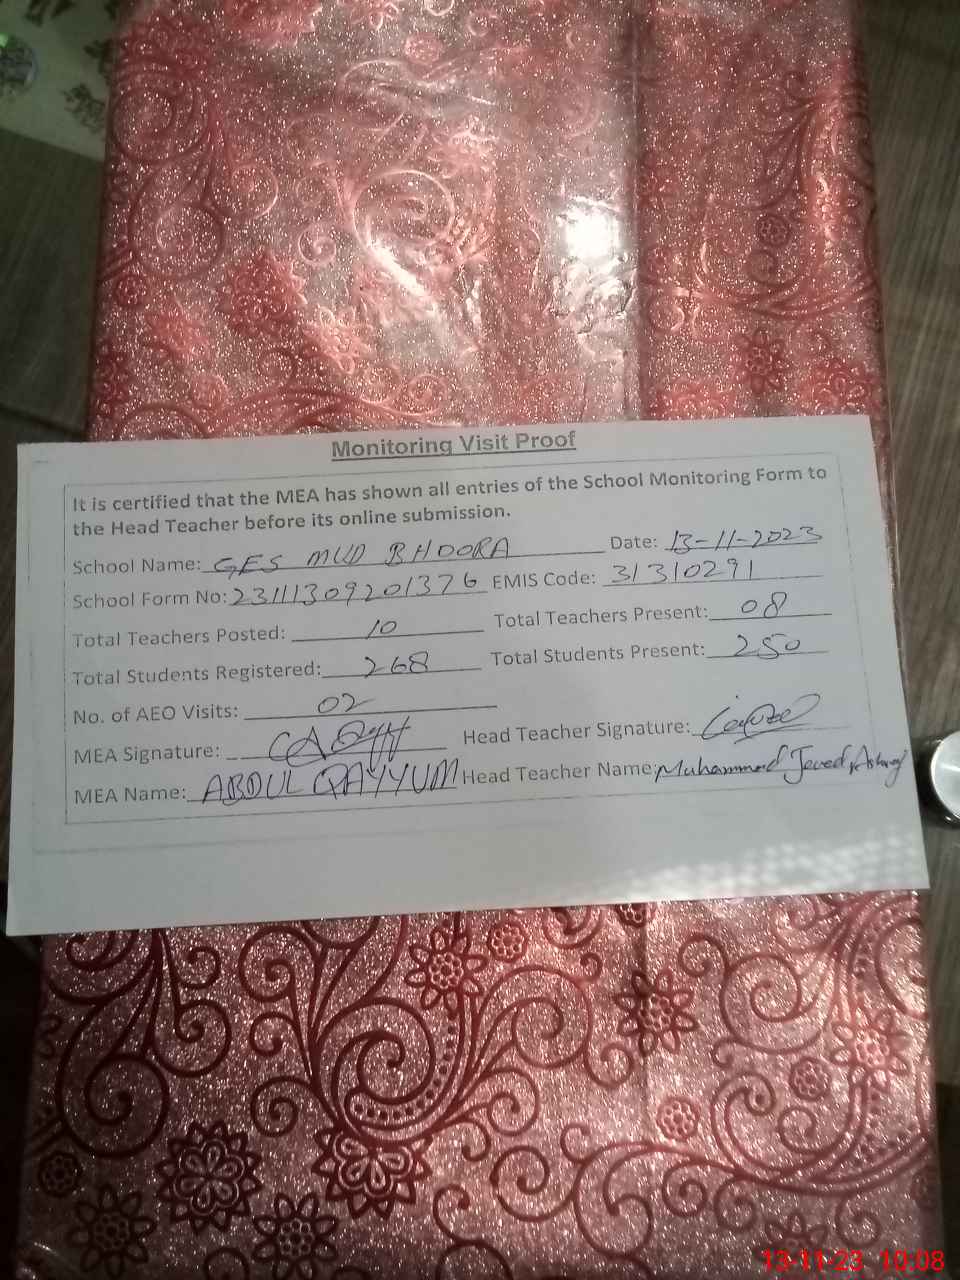 Monitoring Visit Proof
It is certified that the MEA has shown all entries of the School Monitoring Form to
the Head Teacher before its online submission.
School Name: GES MUD BHOORA Date: 13-11-2023
School Form No: 23111309201376 EMIS Code: 31310291
Total Teachers Posted: 10 Total Teachers Present: 08
Total Students Registered: 268 Total Students Present: 250
No. of AEO Visits: 02
MEA Signature: Head Teacher Signature:
MEA Name: ABDUL QAYYUM Head Teacher Name: Muhammad Javed Ashraf
13-11-23 10:08